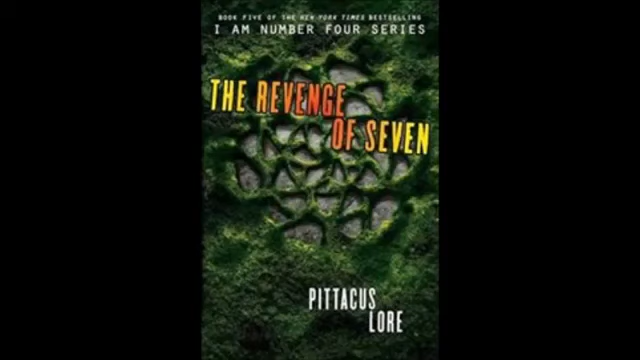 BOOK FIVE OF THE NEW YORK TIMES BESTSELLING
I AM NUMBER FOUR SERIES
THE REVENGE
OF SEVEN
PITTACUS
LORE